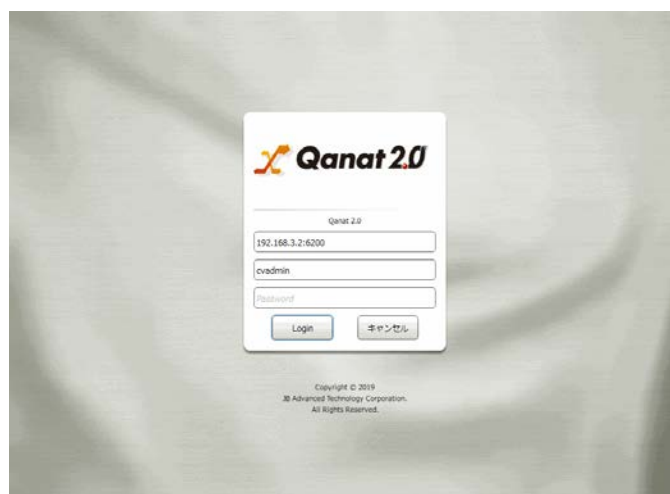 Qanat 2.0
Qanat 2.0
192.168.3.2:6200
cvadmin
Password
Login
キャンセル
Copyright © 2019
JB Advanced Technology Corporation.
All Rights Reserved.